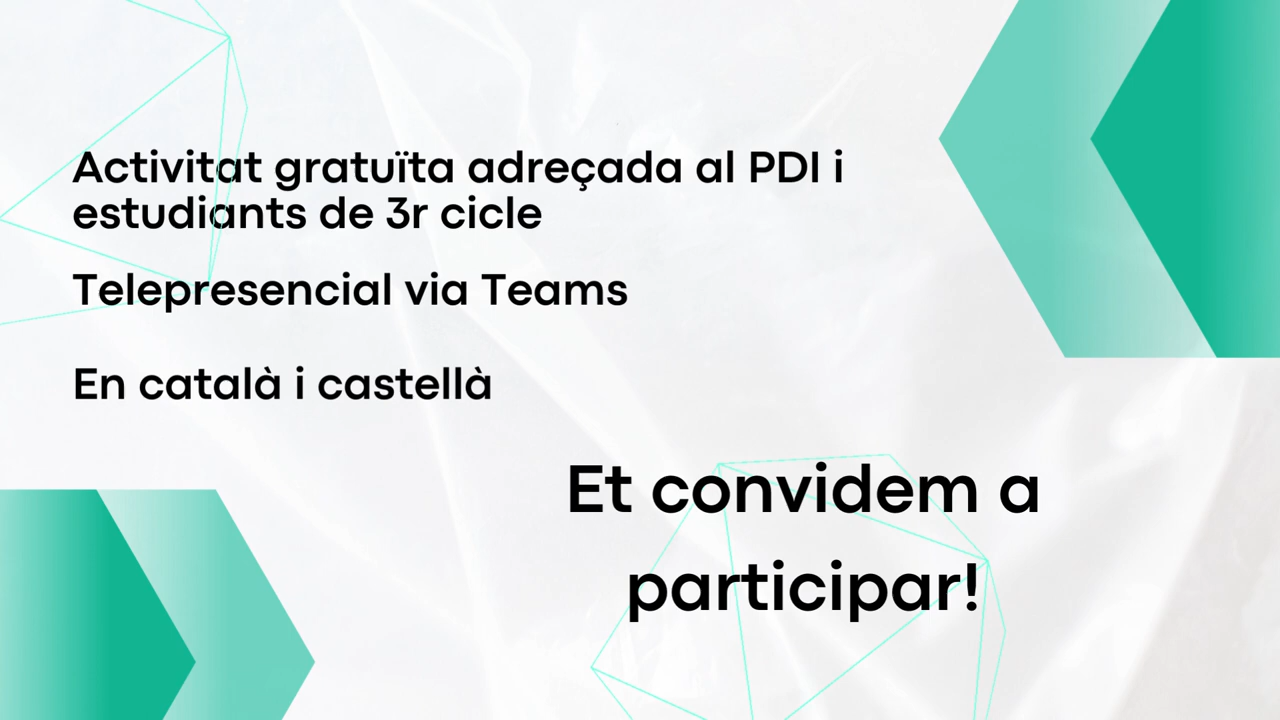 Activitat gratuïta adreçada al PDI i
estudiants de 3r cicle
Telepresencial via Teams
En català i castellà
Et convidem a
participar!